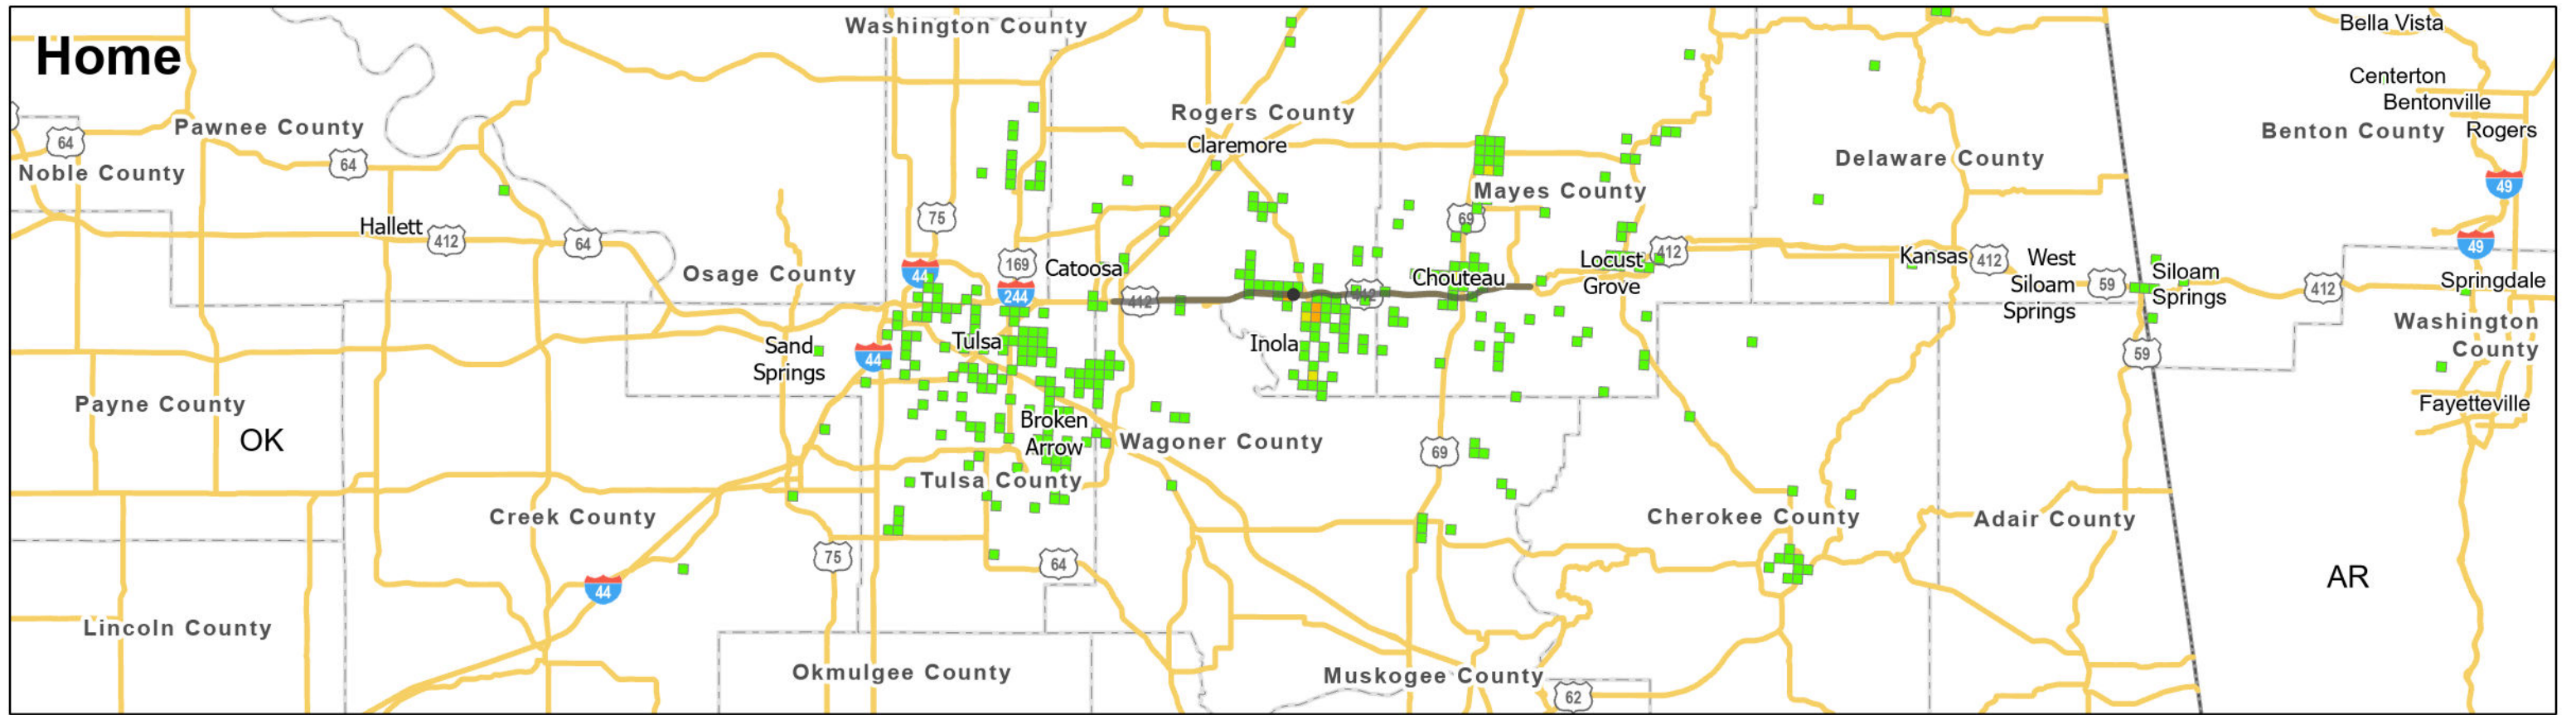 Home
Washington County
Bella Vista
Centerton
Bentonville
Rogers County
Pawnee County
Benton County
Rogers
64
Claremore
64
Delaware County
Noble County
49
Mayes County
75
69
Hallett
412
64
49
412
169
Catoosa
Locust
Grove
Kansas
412
West
Siloam
Springs
Osage County
44
Chouteau
Siloam
Springs
Springdale
59
412
244
412
412
Washington
County
Tulsa
Inola
Sand
Springs
44
59
Payne County
Fayetteville
OK
Broken
Arrow
Wagoner County
69
Tulsa County
Creek County
Cherokee County
Adair County
75
64
AR
44
Lincoln County
Okmulgee County
Muskogee County
62